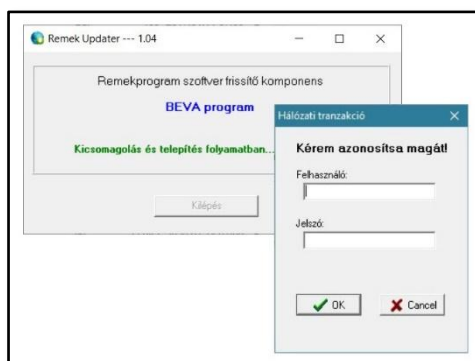 Remek Updater --- 1.04
Remekprogram szoftver frissítő komponens
BEVA program
Kicsomagolás és telepítés folyamatban...
Kilépés
Hálózati tranzakció
Kérem azonosítsa magát!
Felhasználó:
Jelszó:
OK
Cancel